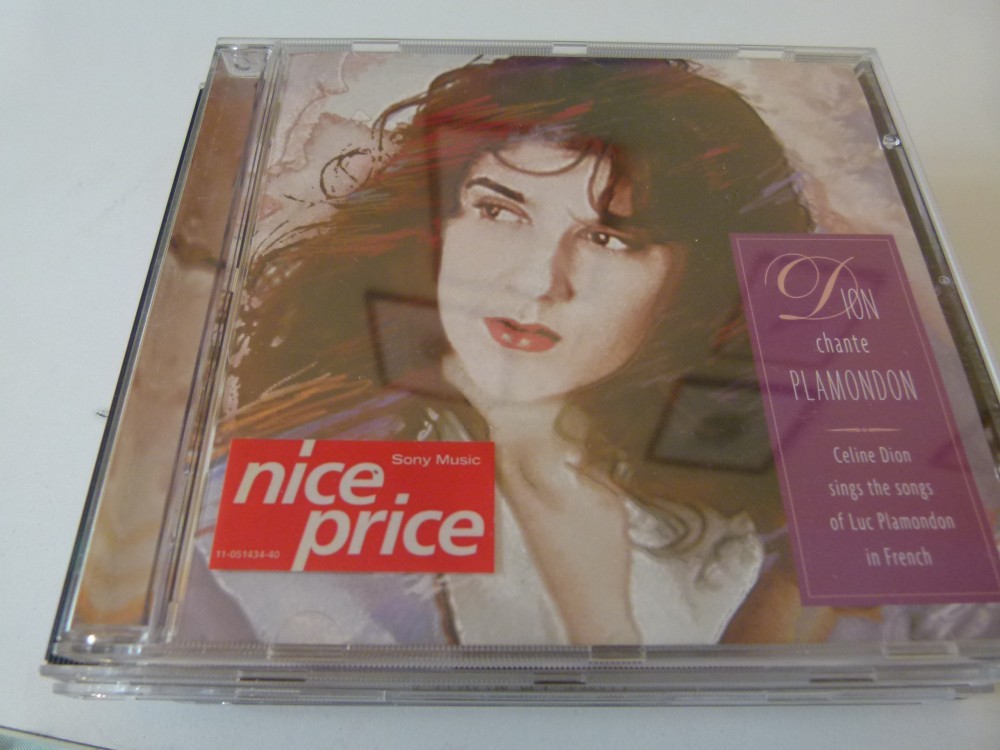 DION
chante
PLAMONDON
Celine Dion
sings the songs
of Luc Plamondon
in French
Sony Music
nice
price
11-051434-40